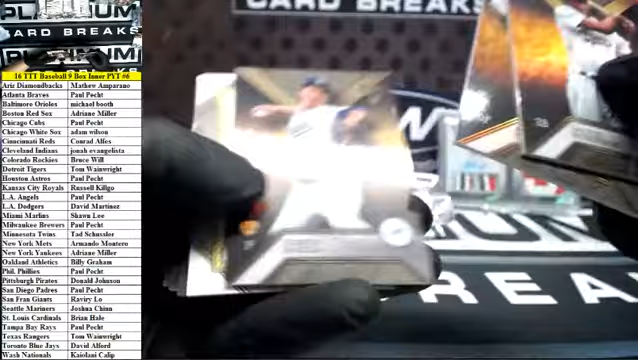 CARD BREAKS
PLATINUM
CARD BREAKS
16 TTT Baseball 9 Box Inner PYT #6
Ariz Diamondbacks Mathew Amparano
Atlanta Braves Paul Pecht
Baltimore Orioles michael booth
Boston Red Sox Adriane Miller
Chicago Cubs Paul Pecht
Chicago White Sox adam wilson
Cinncinnati Reds Conrad Alfes
Cleveland Indians jonah evangelista
Colorado Rockies Bruce Will
Detroit Tigers Tom Wainwright
Houston Astros Paul Pecht
Kansas City Royals Russell Killgo
L.A. Angels Paul Pecht
L.A. Dodgers David Martinez
Miami Marlins Shawn Lee
Milwaukee Brewers Paul Pecht
Minnesota Twins Tad Schussler
New York Mets Armando Montero
New York Yankees Adriane Miller
Oakland Athletics Billy Graham
Phil. Phillies Paul Pecht
Pittsburgh Pirates Donald Johnson
San Diego Padres Paul Pecht
San Fran Giants Raviry Lo
Seattle Mariners Joshua Chinn
St. Louis Cardinals Brian Hale
Tampa Bay Rays Paul Pecht
Texas Rangers Tom Wainwright
Toronto Blue Jays David Alford
Wash Nationals Kaiolani Calip